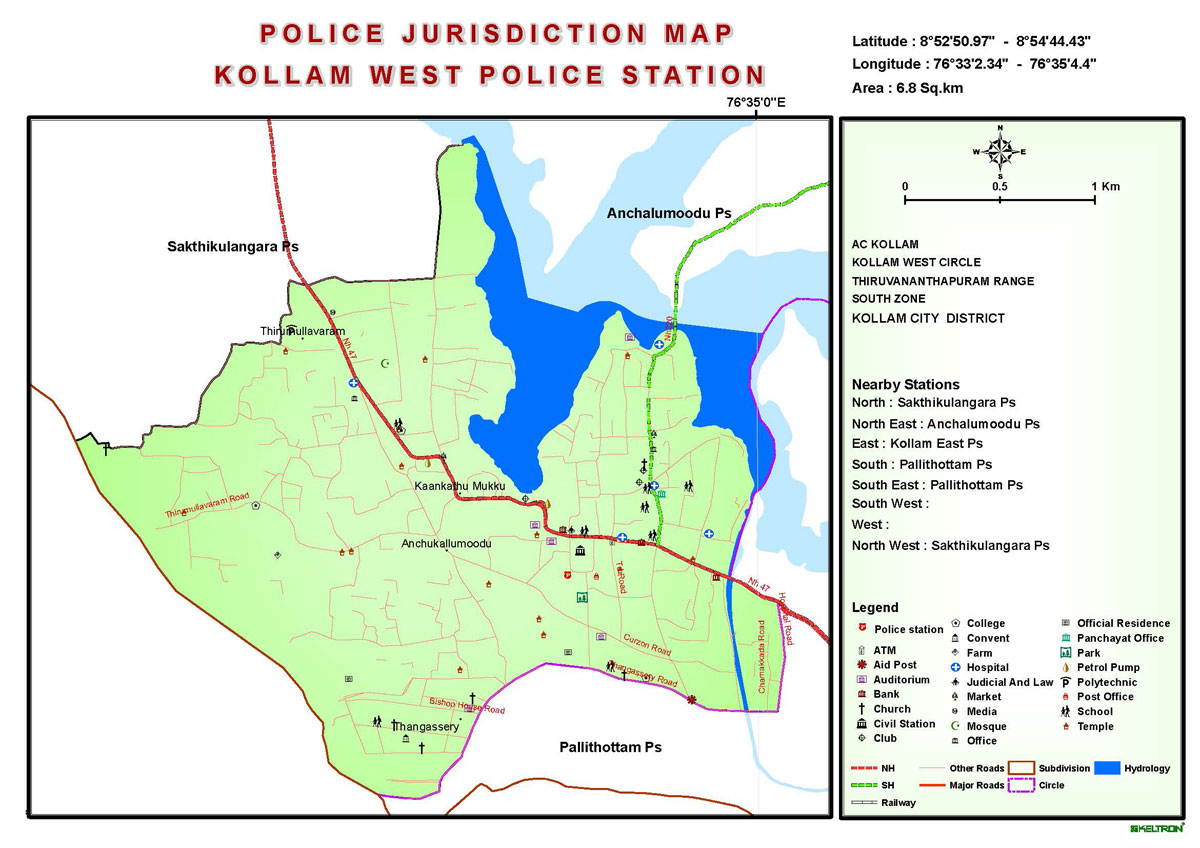 POLICE JURISDICTION MAP
KOLLAM WEST POLICE STATION
Latitude : 8°52'50.97" - 8°54'44.43"
Longitude : 76°33'2.34" - 76°35'4.4"
Area : 6.8 Sq.km
76°35'0"E
Sakthikulangara Ps
Anchalumoodu Ps
Thirumullavaram
Nh 47
Nh 220
Kaankathu Mukku
Thirumullavaram Road
Anchukallumoodu
Nh 47
Road
Hospital Road
Chamakkada Road
Curzon Road
Thangassery Road
Bishop House Road
Thangassery
Pallithottam Ps
N
W E
S
0 0.5 1 Km
AC KOLLAM
KOLLAM WEST CIRCLE
THIRUVANANTHAPURAM RANGE
SOUTH ZONE
KOLLAM CITY DISTRICT
Nearby Stations
North : Sakthikulangara Ps
North East : Anchalumoodu Ps
East : Kollam East Ps
South : Pallithottam Ps
South East : Pallithottam Ps
South West :
West :
North West : Sakthikulangara Ps
Legend
Police station
ATM
Aid Post
Auditorium
Bank
Church
Civil Station
Club
College
Convent
Farm
Hospital
Judicial And Law
Market
Media
Mosque
Office
Official Residence
Panchayat Office
Park
Petrol Pump
Polytechnic
Post Office
School
Temple
NH
SH
Railway
Other Roads
Major Roads
Subdivision
Circle
Hydrology
KELTRON